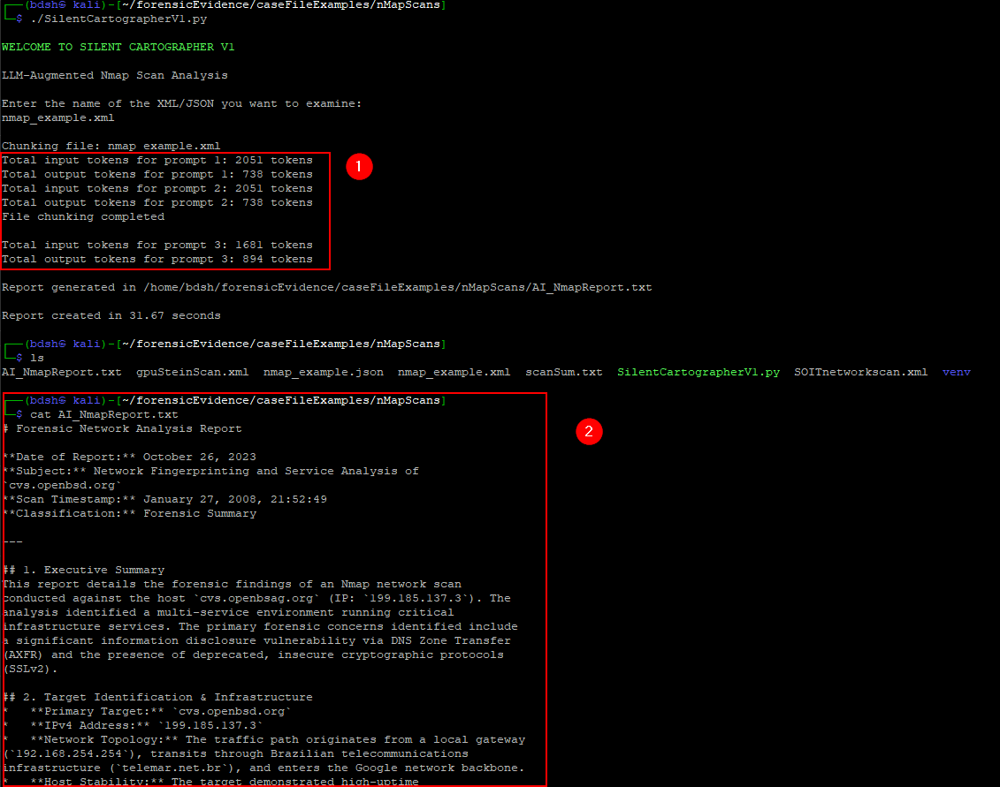 ┌──(bdsh㉿ kali)-[~/forensicEvidence/caseFileExamples/nMapScans]
└─$ ./SilentCartographerV1.py
WELCOME TO SILENT CARTOGRAPHER V1
LLM-Augmented Nmap Scan Analysis
Enter the name of the XML/JSON you want to examine:
nmap_example.xml
Chunking file: nmap_example.xml
Total input tokens for prompt 1: 2051 tokens
Total output tokens for prompt 1: 738 tokens
Total input tokens for prompt 2: 2051 tokens
Total output tokens for prompt 2: 738 tokens
File chunking completed
Total input tokens for prompt 3: 1681 tokens
Total output tokens for prompt 3: 894 tokens
1
Report generated in /home/bdsh/forensicEvidence/caseFileExamples/nMapScans/AI_NmapReport.txt
Report created in 31.67 seconds
┌──(bdsh㉿ kali)-[~/forensicEvidence/caseFileExamples/nMapScans]
└─$ ls
AI_NmapReport.txt  gpuSteinScan.xml  nmap_example.json  nmap_example.xml  scanSum.txt  SilentCartographerV1.py  SOITnetworkscan.xml  venv
┌──(bdsh㉿ kali)-[~/forensicEvidence/caseFileExamples/nMapScans]
└─$ cat AI_NmapReport.txt
2
# Forensic Network Analysis Report
**Date of Report:** October 26, 2023
**Subject:** Network Fingerprinting and Service Analysis of
`cvs.openbsd.org`
**Scan Timestamp:** January 27, 2008, 21:52:49
**Classification:** Forensic Summary
---
## 1. Executive Summary
This report details the forensic findings of an Nmap network scan
conducted against the host `cvs.openbsag.org` (IP: `199.185.137.3`). The
analysis identified a multi-service environment running critical
infrastructure services. The primary forensic concerns identified include
a significant information disclosure vulnerability via DNS Zone Transfer
(AXFR) and the presence of deprecated, insecure cryptographic protocols
(SSLv2).
## 2. Target Identification & Infrastructure
*   **Primary Target:** `cvs.openbsd.org`
*   **IPv4 Address:** `199.185.137.3`
*   **Network Topology:** The traffic path originates from a local gateway
(`192.168.254.254`), transits through Brazilian telecommunications
infrastructure (`telemar.net.br`), and enters the Google network backbone.
*   **Host Stability:** The target demonstrated high-uptime